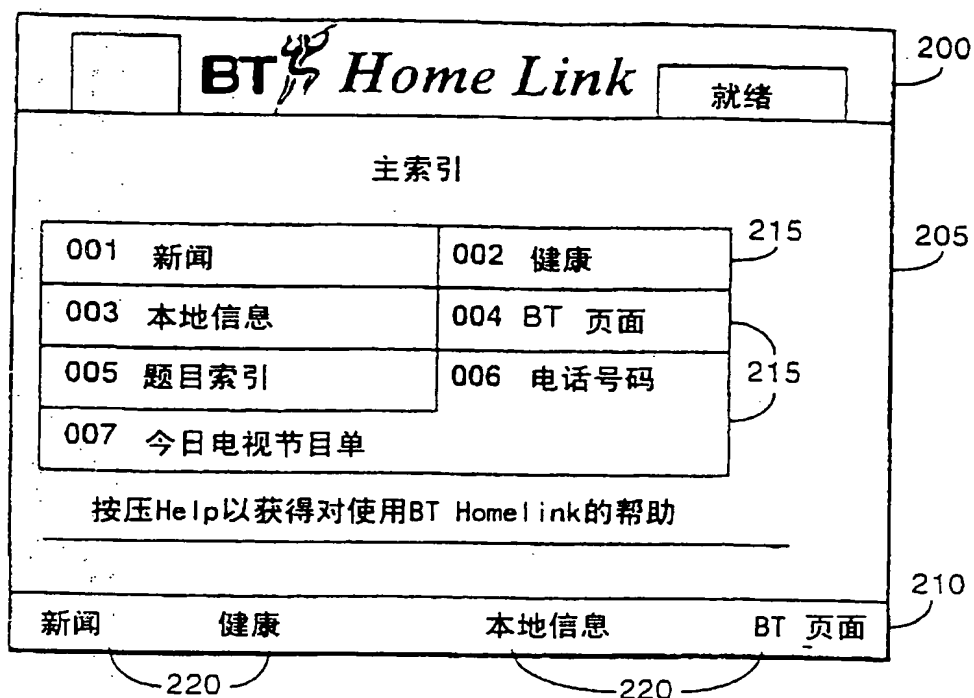 BT Home Link 就绪 200
主索引
001 新闻 002 健康 215 205
003 本地信息 004 BT 页面
005 题目索引 006 电话号码 215
007 今日电视节目单
按压Help以获得对使用BT Homelink的帮助
210
新闻 健康 本地信息 BT 页面
220 220